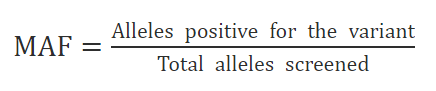 MAF = Alleles positive for the variant
Total alleles screened